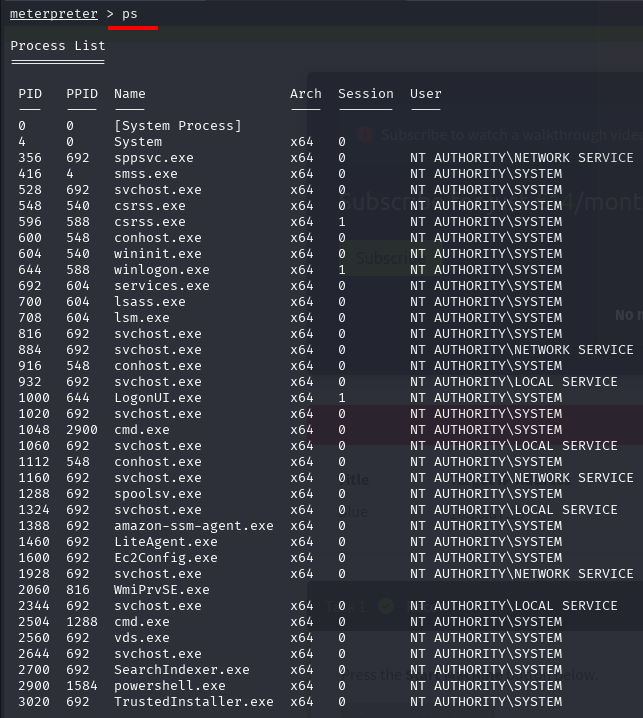 meterpreter > ps
Process List
PID PPID Name Arch Session User
0 0 [System Process]
4 0 System x64 0
356 692 sppsvc.exe x64 0 NT AUTHORITY\NETWORK SERVICE
416 4 smss.exe x64 0 NT AUTHORITY\SYSTEM
528 692 svchost.exe x64 0 NT AUTHORITY\SYSTEM
548 540 csrss.exe x64 0 NT AUTHORITY\SYSTEM
596 588 csrss.exe x64 1 NT AUTHORITY\SYSTEM
600 548 conhost.exe x64 0 NT AUTHORITY\SYSTEM
604 540 wininit.exe x64 0 NT AUTHORITY\SYSTEM
644 588 winlogon.exe x64 1 NT AUTHORITY\SYSTEM
692 604 services.exe x64 0 NT AUTHORITY\SYSTEM
700 604 lsass.exe x64 0 NT AUTHORITY\SYSTEM
708 604 lsm.exe x64 0 NT AUTHORITY\SYSTEM
816 692 svchost.exe x64 0 NT AUTHORITY\SYSTEM
884 692 svchost.exe x64 0 NT AUTHORITY\NETWORK SERVICE
916 548 conhost.exe x64 0 NT AUTHORITY\SYSTEM
932 692 svchost.exe x64 0 NT AUTHORITY\LOCAL SERVICE
1000 644 LogonUI.exe x64 1 NT AUTHORITY\SYSTEM
1020 692 svchost.exe x64 0 NT AUTHORITY\SYSTEM
1048 2900 cmd.exe x64 0 NT AUTHORITY\SYSTEM
1060 692 svchost.exe x64 0 NT AUTHORITY\LOCAL SERVICE
1112 548 conhost.exe x64 0 NT AUTHORITY\SYSTEM
1160 692 svchost.exe x64 0 NT AUTHORITY\NETWORK SERVICE
1288 692 spoolsv.exe x64 0 NT AUTHORITY\SYSTEM
1324 692 svchost.exe x64 0 NT AUTHORITY\LOCAL SERVICE
1388 692 amazon-ssm-agent.exe x64 0 NT AUTHORITY\SYSTEM
1460 692 LiteAgent.exe x64 0 NT AUTHORITY\SYSTEM
1600 692 Ec2Config.exe x64 0 NT AUTHORITY\SYSTEM
1928 692 svchost.exe x64 0 NT AUTHORITY\NETWORK SERVICE
2060 816 WmiPrvSE.exe
2344 692 svchost.exe x64 0 NT AUTHORITY\LOCAL SERVICE
2504 1288 cmd.exe x64 0 NT AUTHORITY\SYSTEM
2560 692 vds.exe x64 0 NT AUTHORITY\SYSTEM
2644 692 svchost.exe x64 0 NT AUTHORITY\SYSTEM
2700 692 SearchIndexer.exe x64 0 NT AUTHORITY\SYSTEM
2900 1584 powershell.exe x64 0 NT AUTHORITY\SYSTEM
3020 692 TrustedInstaller.exe x64 0 NT AUTHORITY\SYSTEM